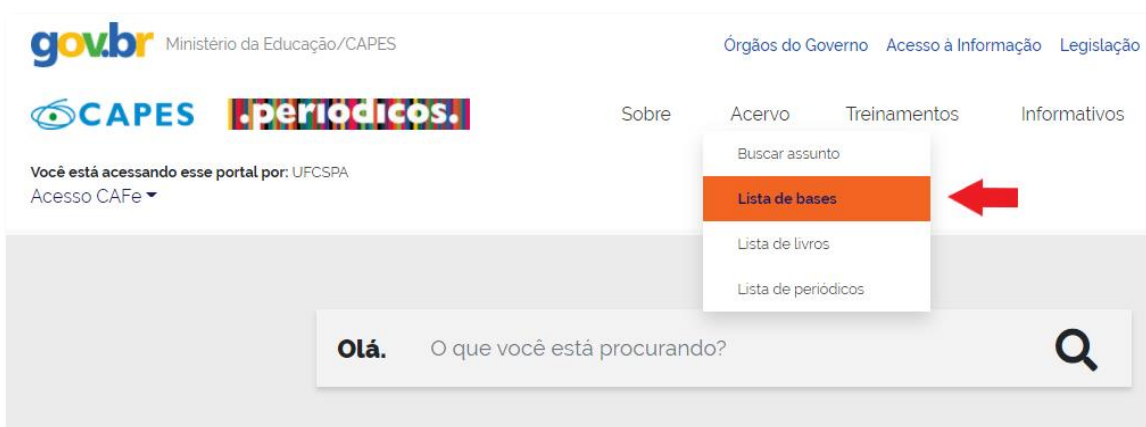 gov.br Ministério da Educação/CAPES Órgãos do Governo Acesso à Informação Legislação
CAPES .periódicos. Sobre Acervo Treinamentos Informativos
Buscar assunto
Você está acessando esse portal por: UFCSPA
Acesso CAFe
Lista de bases
Lista de livros
Lista de periódicos
Olá. O que você está procurando?